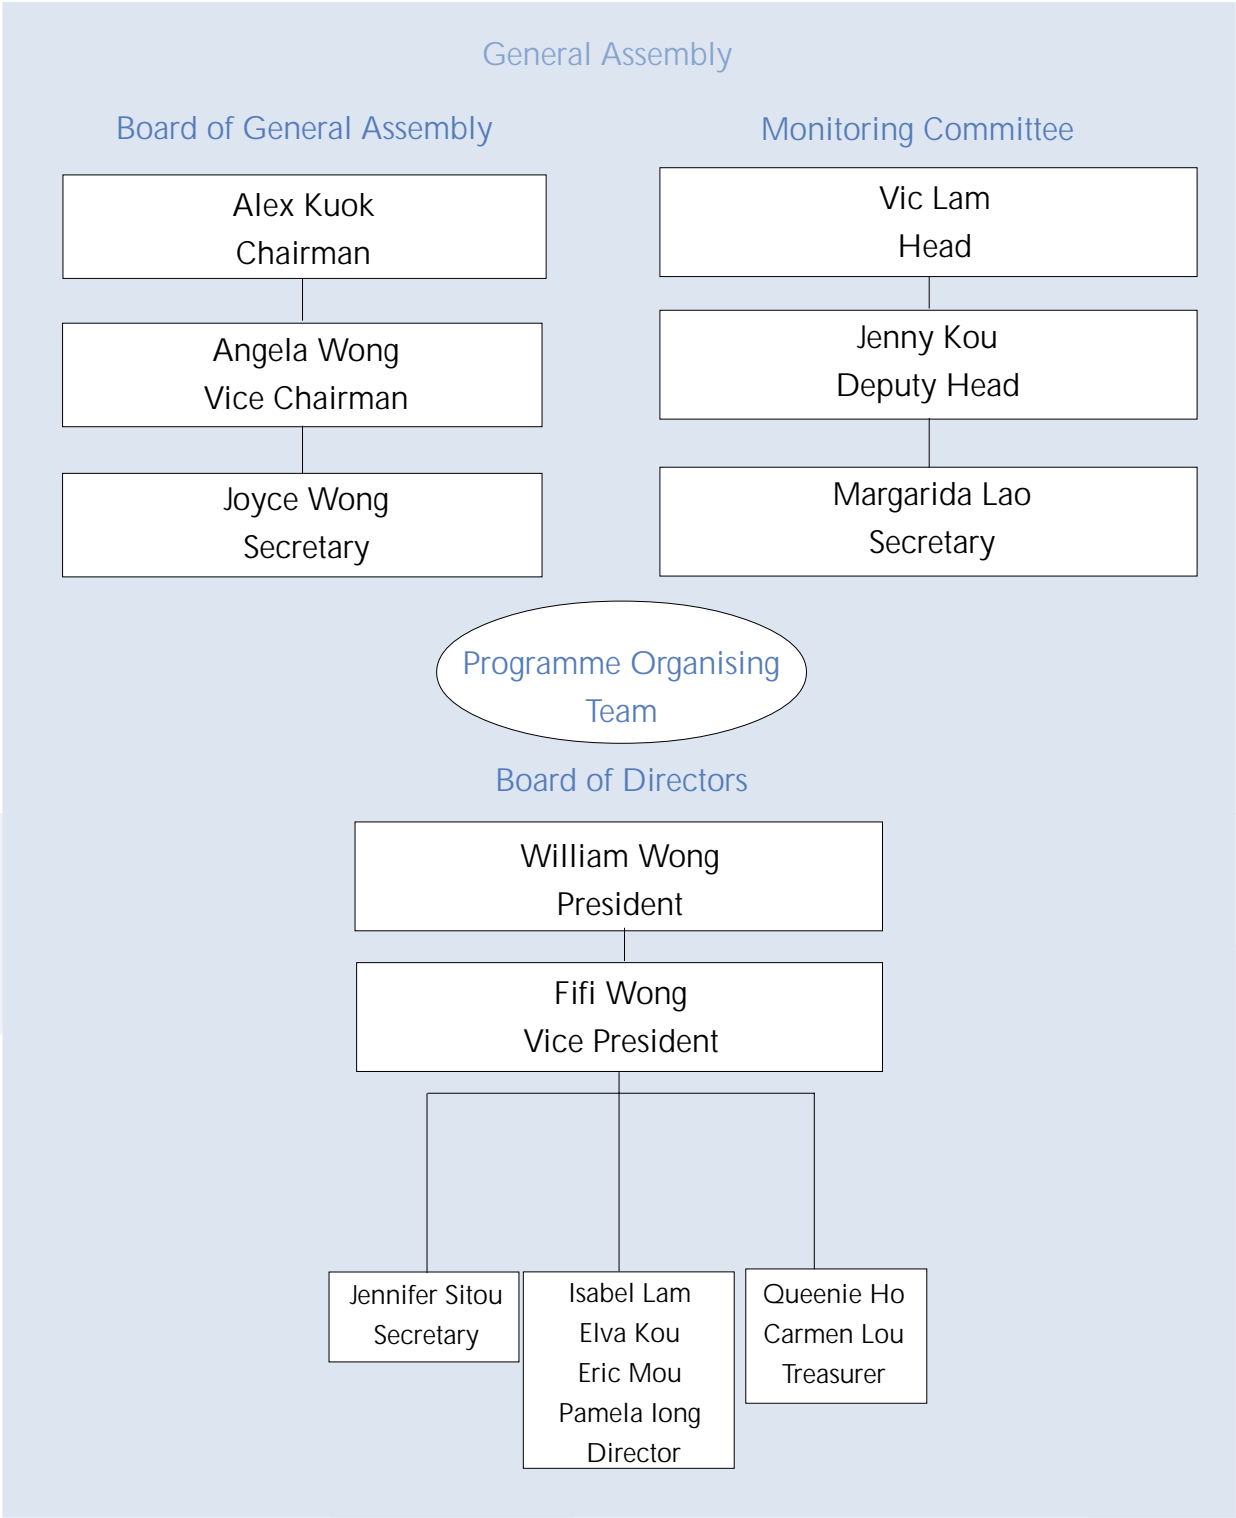 General Assembly
Board of General Assembly
Alex Kuok
Chairman
Angela Wong
Vice Chairman
Joyce Wong
Secretary
Monitoring Committee
Vic Lam
Head
Jenny Kou
Deputy Head
Margarida Lao
Secretary
Programme Organising
Team
Board of Directors
William Wong
President
Fifi Wong
Vice President
Jennifer Sitou
Secretary
Isabel Lam
Elva Kou
Eric Mou
Pamela Iong
Director
Queenie Ho
Carmen Lou
Treasurer